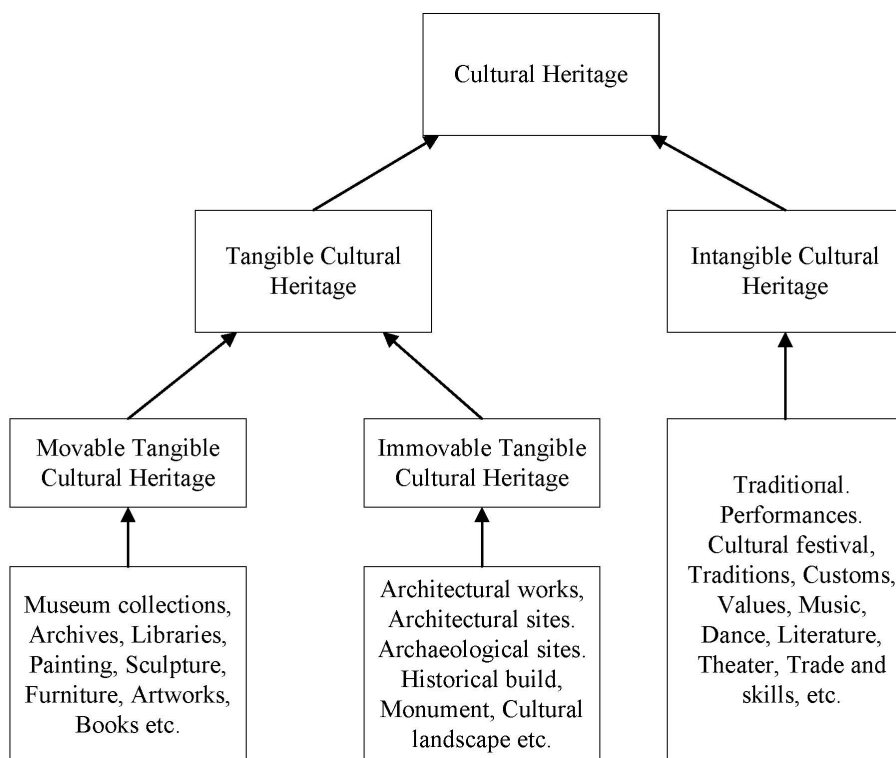 Cultural Heritage
Tangible Cultural
Heritage
Intangible Cultural
Heritage
Movable Tangible
Cultural Heritage
Immovable Tangible
Cultural Heritage
Museum collections,
Archives, Libraries,
Painting, Sculpture,
Furniture, Artworks,
Books etc.
Architectural works,
Architectural sites.
Archaeological sites.
Historical build,
Monument, Cultural
landscape etc.
Traditioпal.
Performances.
Cultural festival,
Traditions, Customs,
Values, Music,
Dance, Literature,
Theater, Trade and
skills, etc.